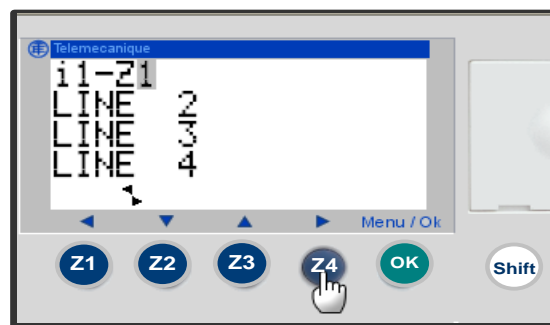 Telemecanique
i1-Z1
LINE 2
LINE 3
LINE 4
Menu / Ok
Z1 Z2 Z3 Z4 OK Shift